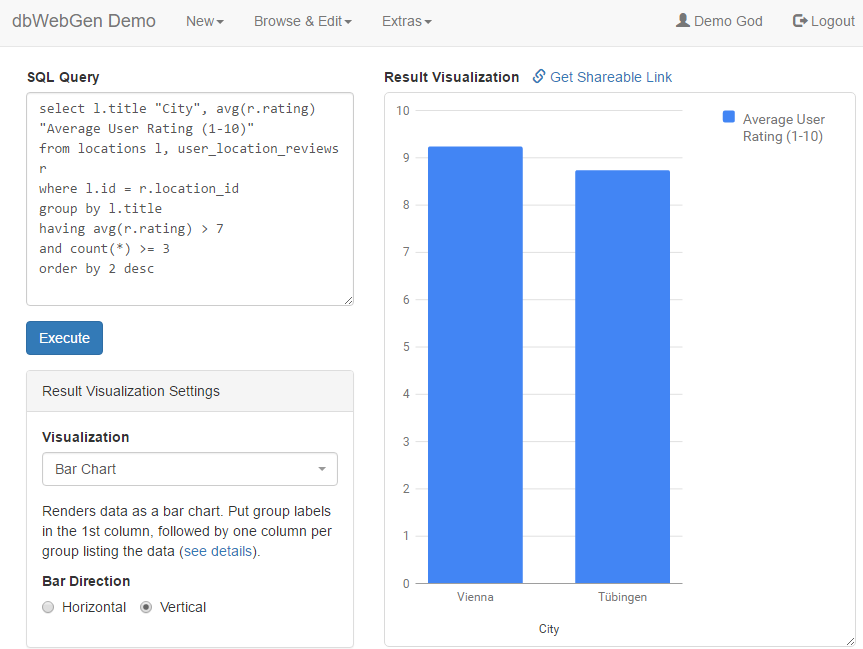 dbWebGen Demo New Browse & Edit Extras Demo God Logout
SQL Query
select l.title "City", avg(r.rating)
"Average User Rating (1-10)"
from locations l, user_location_reviews
r
where l.id = r.location_id
group by l.title
having avg(r.rating) > 7
and count(*) >= 3
order by 2 desc
Execute
Result Visualization Settings
Visualization
Bar Chart
Renders data as a bar chart. Put group labels
in the 1st column, followed by one column per
group listing the data (see details).
Bar Direction
Horizontal Vertical
Result Visualization Get Shareable Link
10
9
8
7
6
5
4
3
2
1
0
Vienna Tübingen
City
Average User
Rating (1-10)